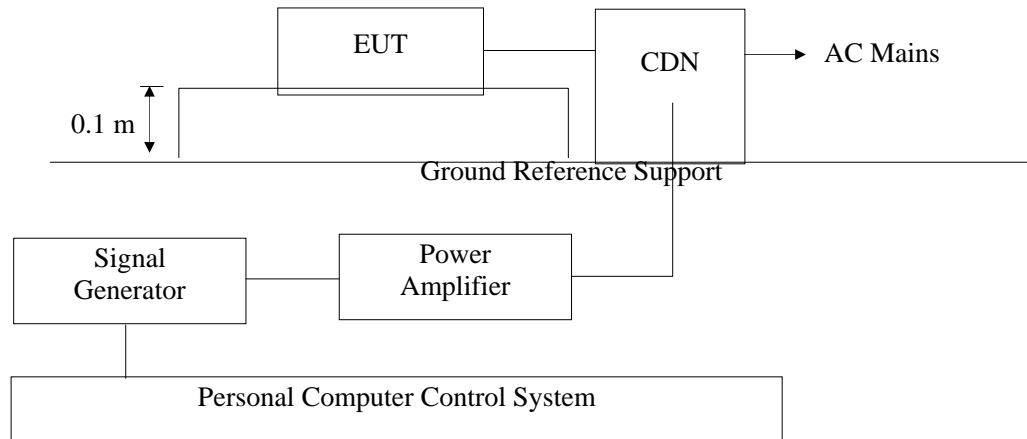 EUT
CDN
AC Mains
0.1 m
Ground Reference Support
Signal
Generator
Power
Amplifier
Personal Computer Control System